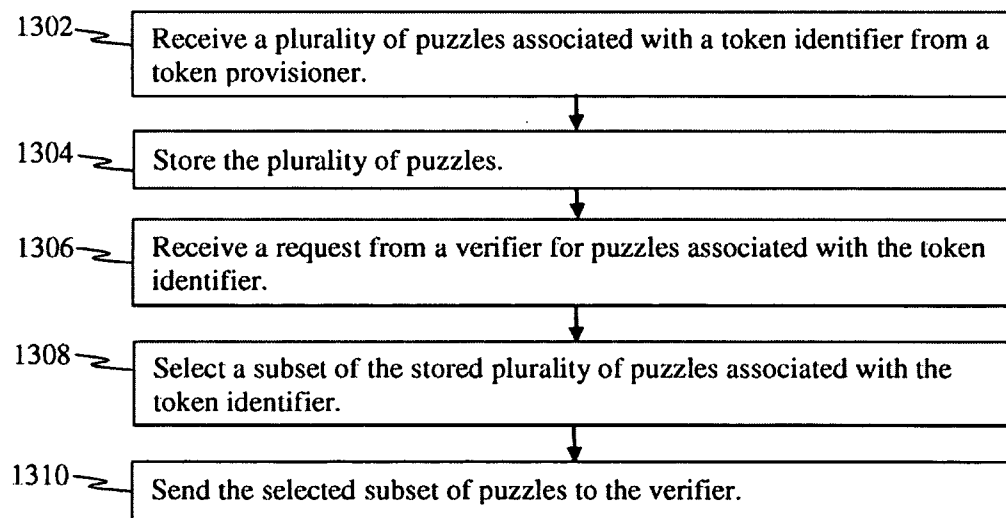 1302
Receive a plurality of puzzles associated with a token identifier from a
token provisioner.
1304
Store the plurality of puzzles.
1306
Receive a request from a verifier for puzzles associated with the token
identifier.
1308
Select a subset of the stored plurality of puzzles associated with the
token identifier.
1310
Send the selected subset of puzzles to the verifier.